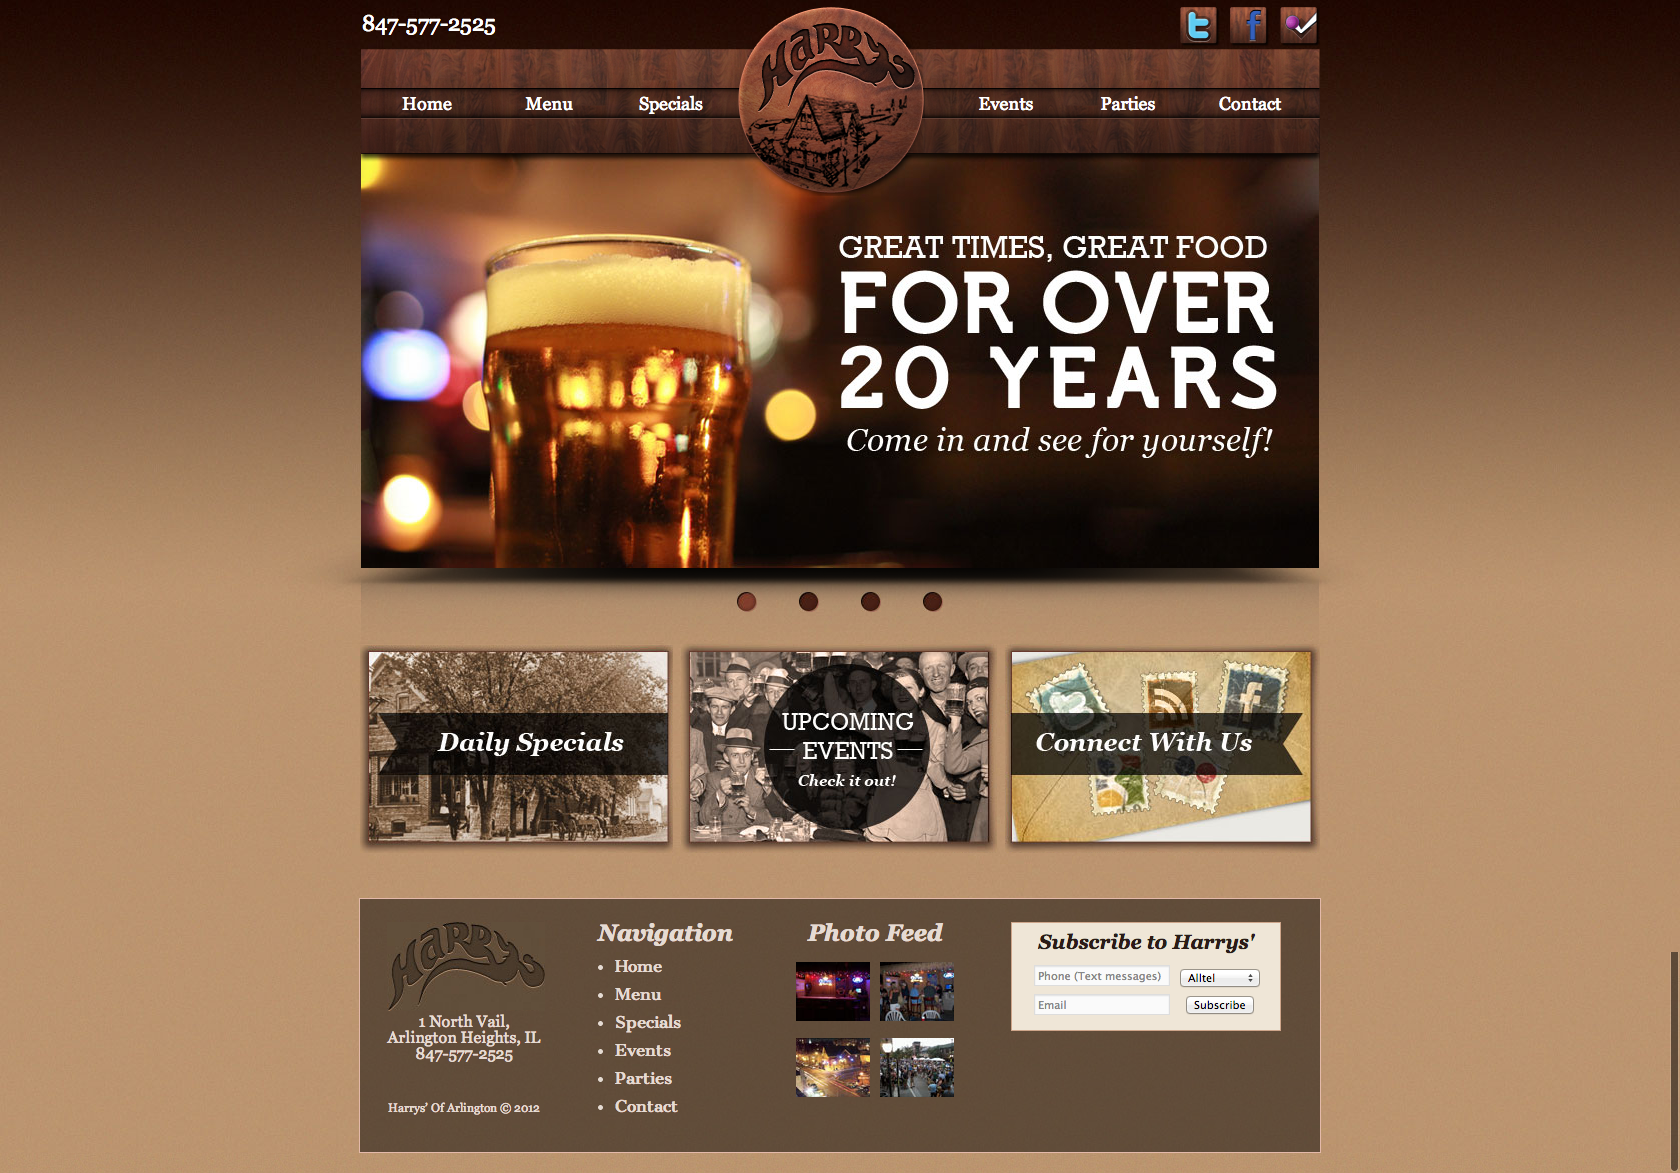 847-577-2525
Harrys
Home
Menu
Specials
Events
Parties
Contact
GREAT TIMES, GREAT FOOD
FOR OVER
20 YEARS
Come in and see for yourself!
Daily Specials
UPCOMING
EVENTS
Check it out!
Connect With Us
Harrys
1 North Vail,
Arlington Heights, IL
847-577-2525
Harrys' Of Arlington © 2012
Navigation
• Home
• Menu
• Specials
• Events
• Parties
• Contact
Photo Feed
Subscribe to Harrys'
Phone (Text messages)
Alltel
Email
Subscribe